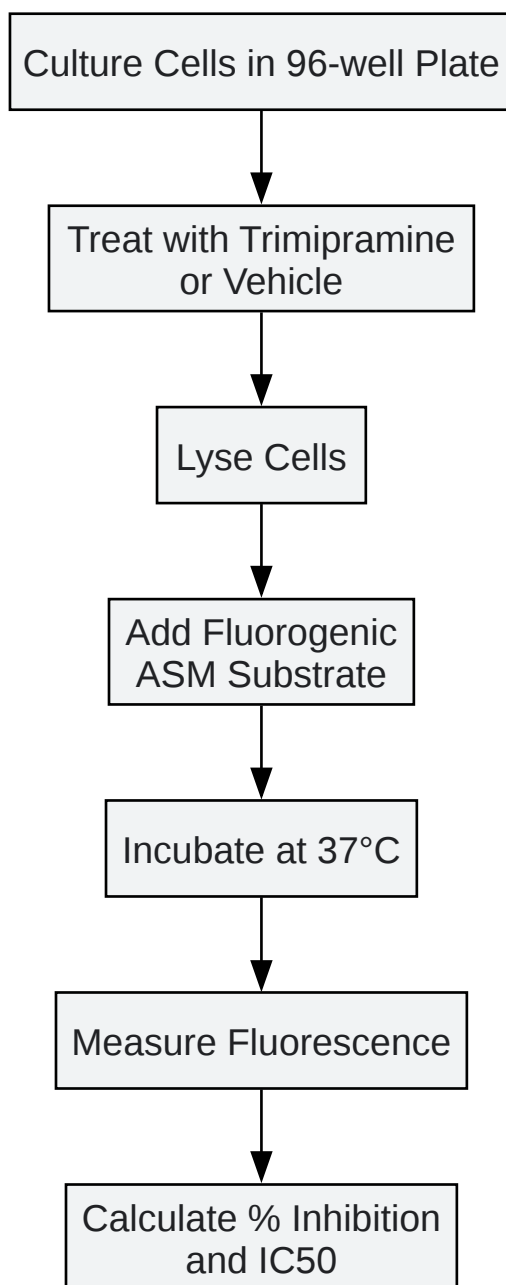 Culture Cells in 96-well Plate
Treat with Trimipramine
or Vehicle
Lyse Cells
Add Fluorogenic
ASM Substrate
Incubate at 37°C
Measure Fluorescence
Calculate % Inhibition
and IC50